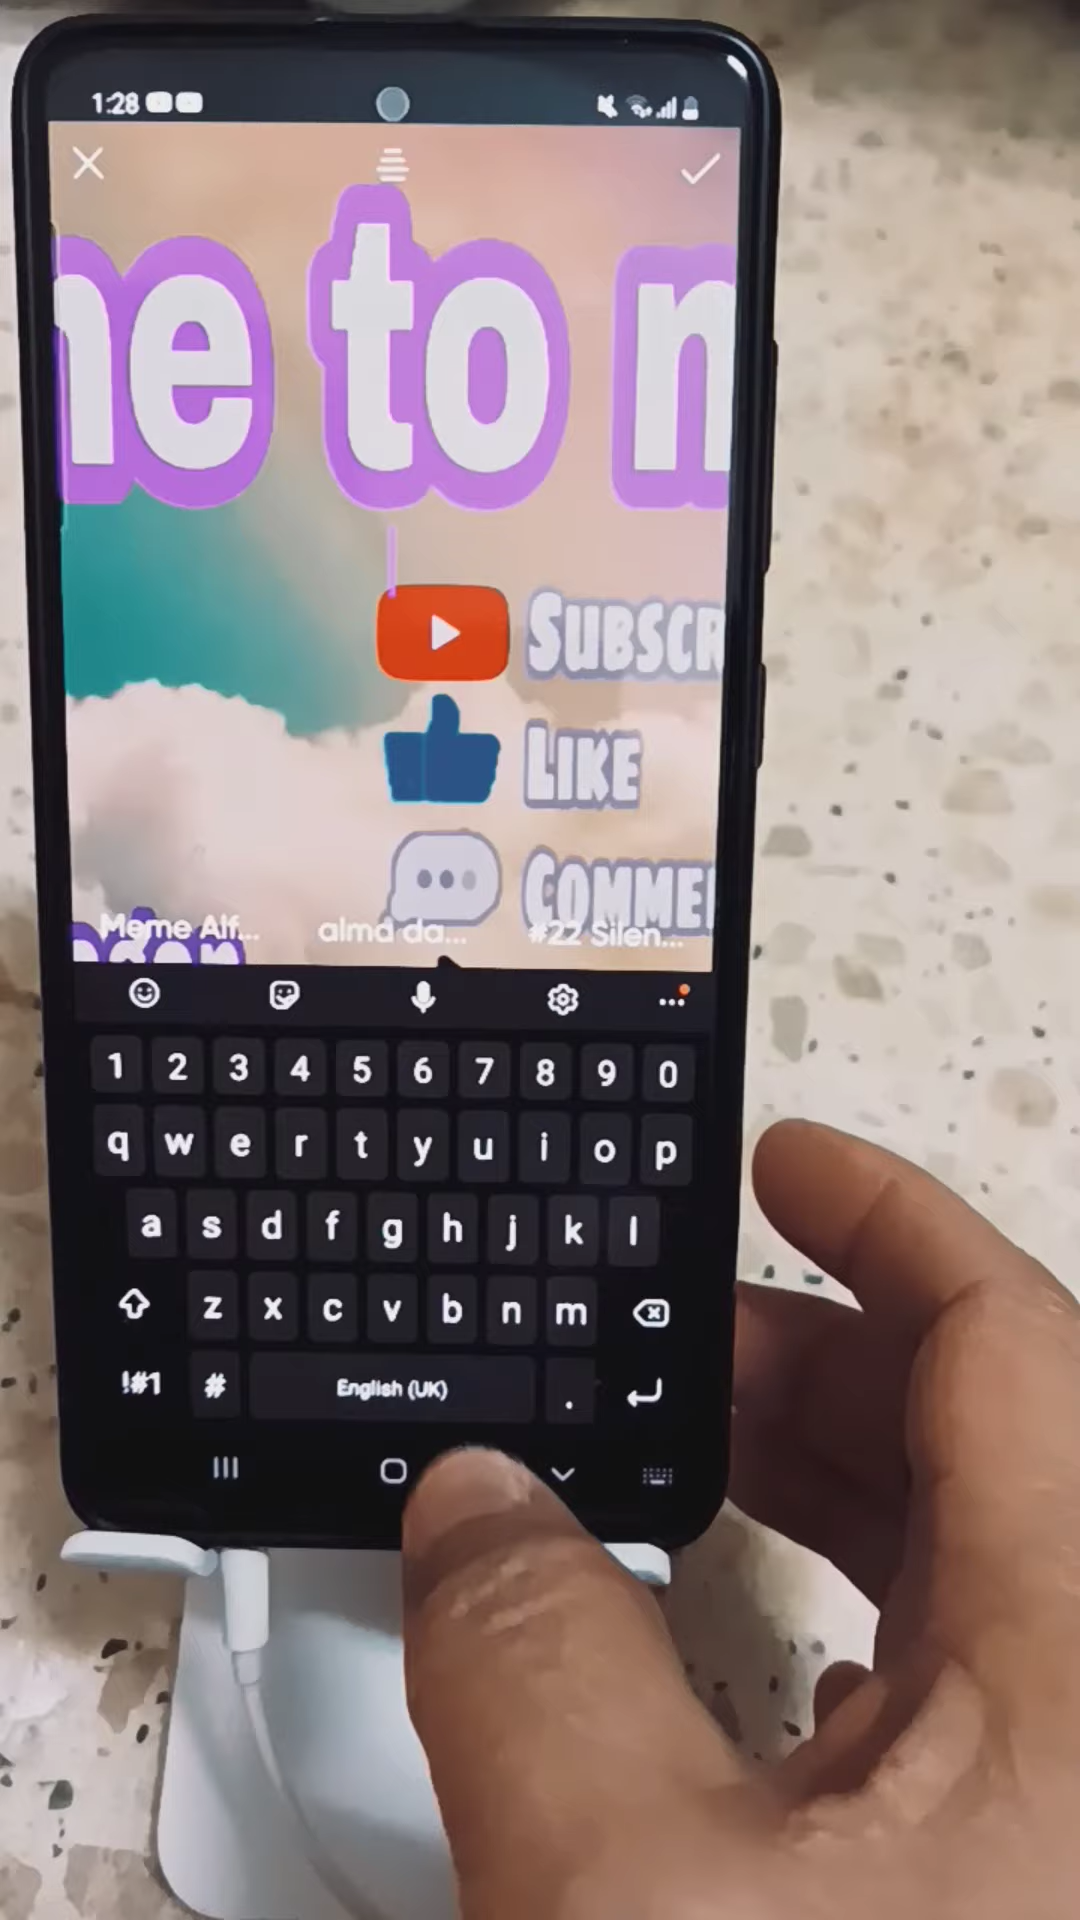 1:28
ne to n
SUBSCR
LIKE
COMME
Meme Alf... almd da... #22 Silen...
1 2 3 4 5 6 7 8 9 0
q w e r t y u i o p
a s d f g h j k l
z x c v b n m
!#1 # English (UK) .